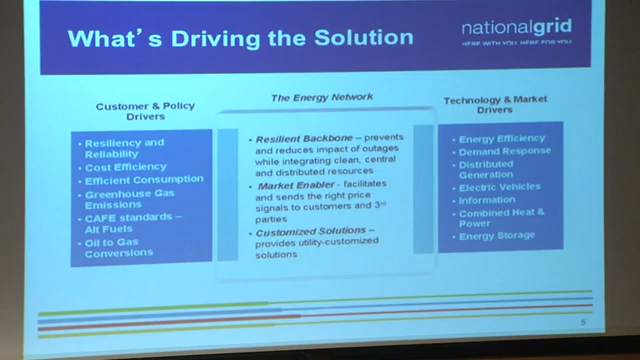 What's Driving the Solution
nationalgrid
HERE WITH YOU. HERE FOR YOU.
Customer & Policy
Drivers
• Resiliency and
Reliability
• Cost Efficiency
• Efficient Consumption
• Greenhouse Gas
Emissions
• CAFE standards –
Alt Fuels
• Oil to Gas
Conversions
The Energy Network
• Resilient Backbone – prevents
and reduces impact of outages
while integrating clean, central
and distributed resources
• Market Enabler - facilitates
and sends the right price
signals to customers and 3rd
parties
• Customized Solutions –
provides utility-customized
solutions
Technology & Market
Drivers
• Energy Efficiency
• Demand Response
• Distributed
Generation
• Electric Vehicles
• Information
• Combined Heat &
Power
• Energy Storage
5